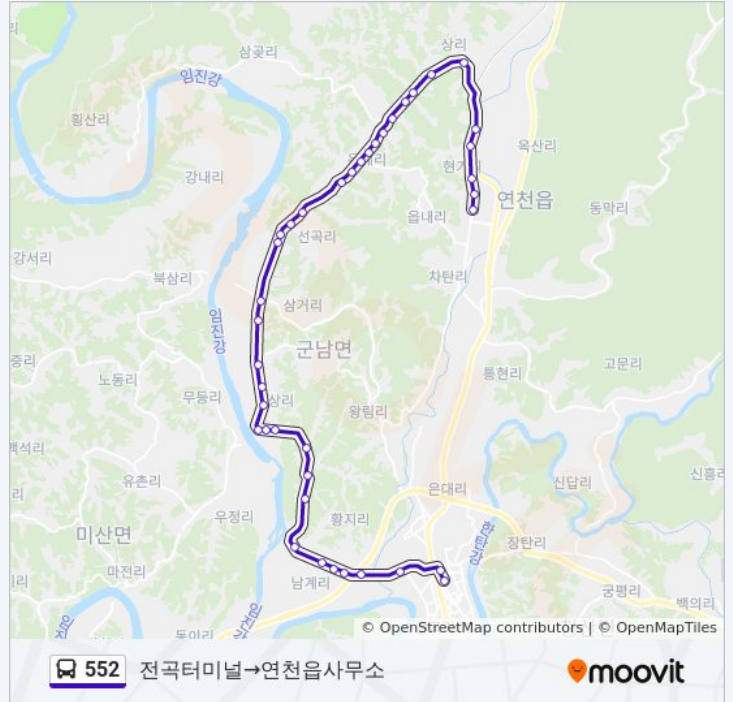 상리
삼곶리
임진강
횡산리
옥산리
현가리
강내리
연천읍
읍내리
동막리
선곡리
강서리
차탄리
북삼리
삼거리
임진강
군남면
중리
통현리
고문리
노동리
무등리
상리
왕림리
백석리
신흥리
은대리
유촌리
신답리
리
우정리
황지리
미산면
한탄강
장탄리
마전리
남계리
궁평리
리
백의리
동이리
© OpenStreetMap contributors | © OpenMapTiles
552 전곡터미널→연천읍사무소
moovit